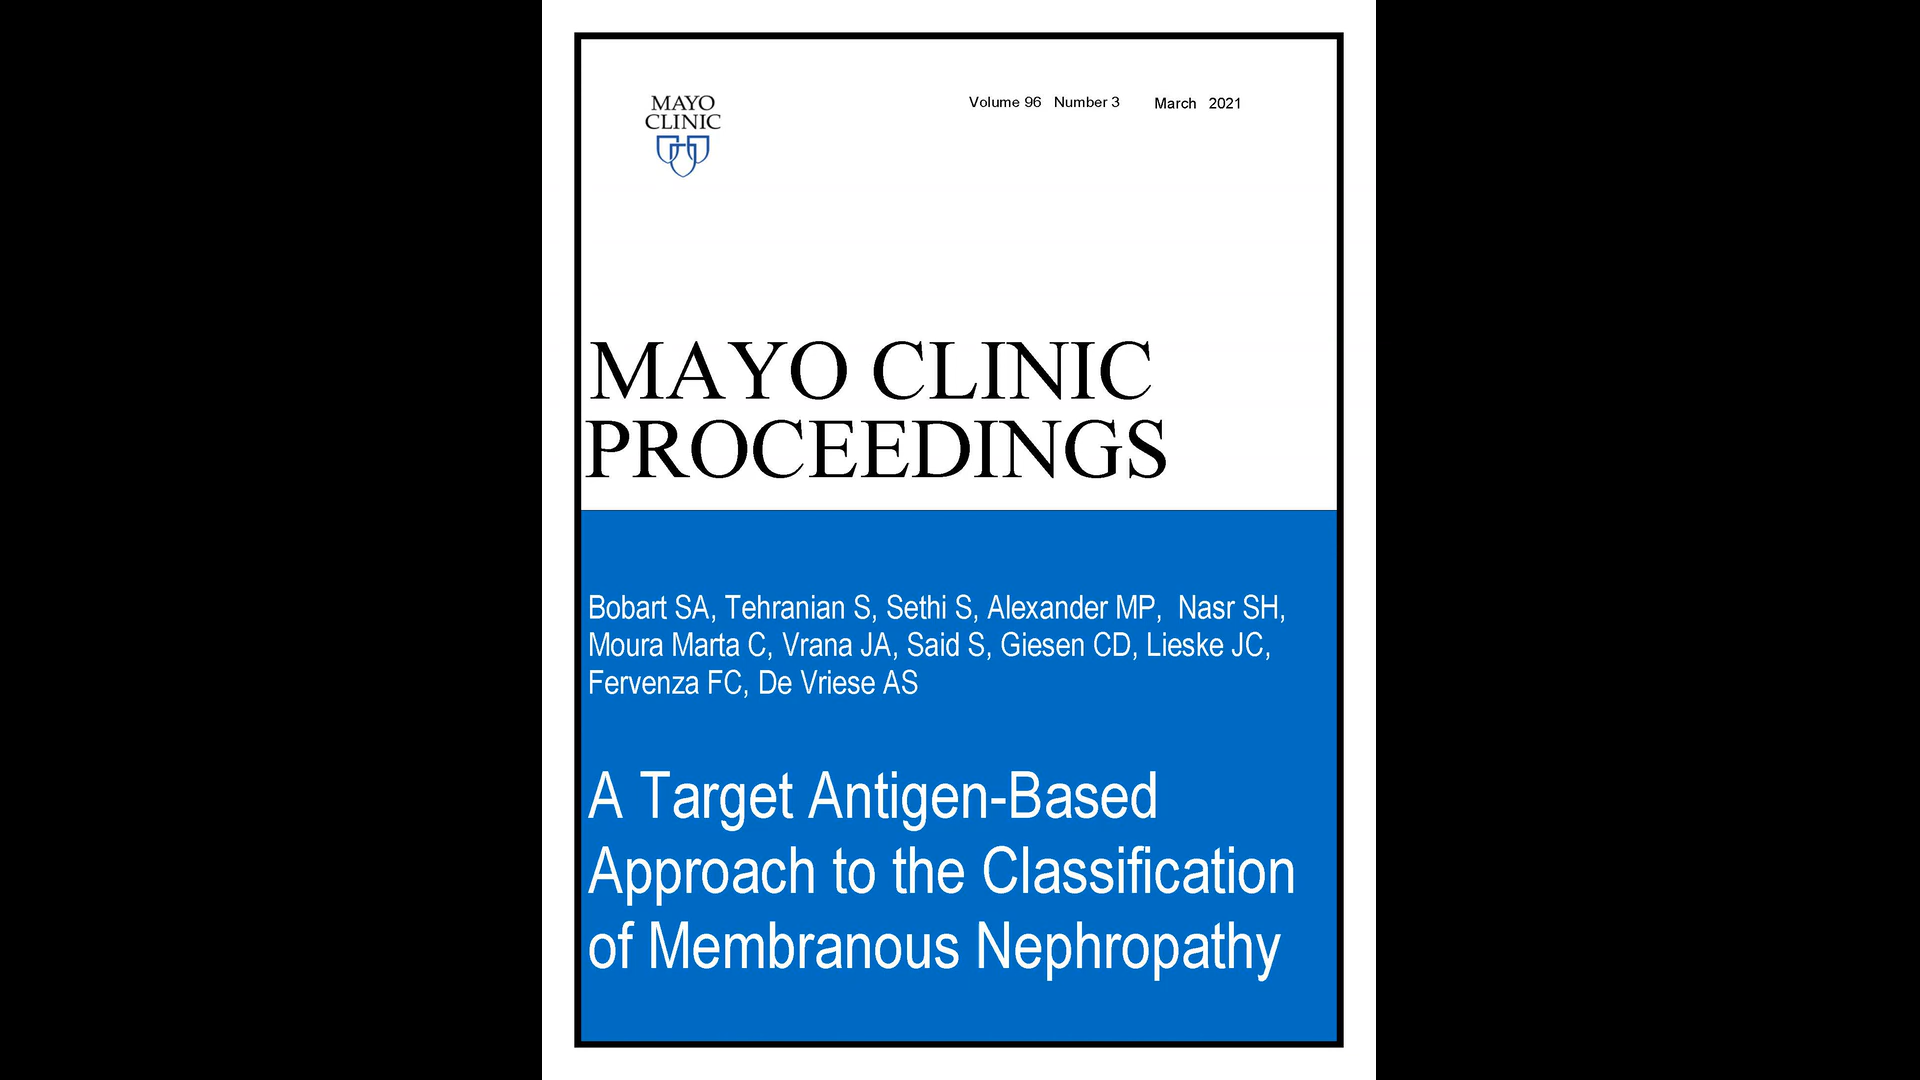 MAYO
CLINIC
Volume 96 Number 3 March 2021
MAYO CLINIC
PROCEEDINGS
Bobart SA, Tehranian S, Sethi S, Alexander MP, Nasr SH,
Moura Marta C, Vrana JA, Said S, Giesen CD, Lieske JC,
Fervenza FC, De Vriese AS
A Target Antigen-Based
Approach to the Classification
of Membranous Nephropathy